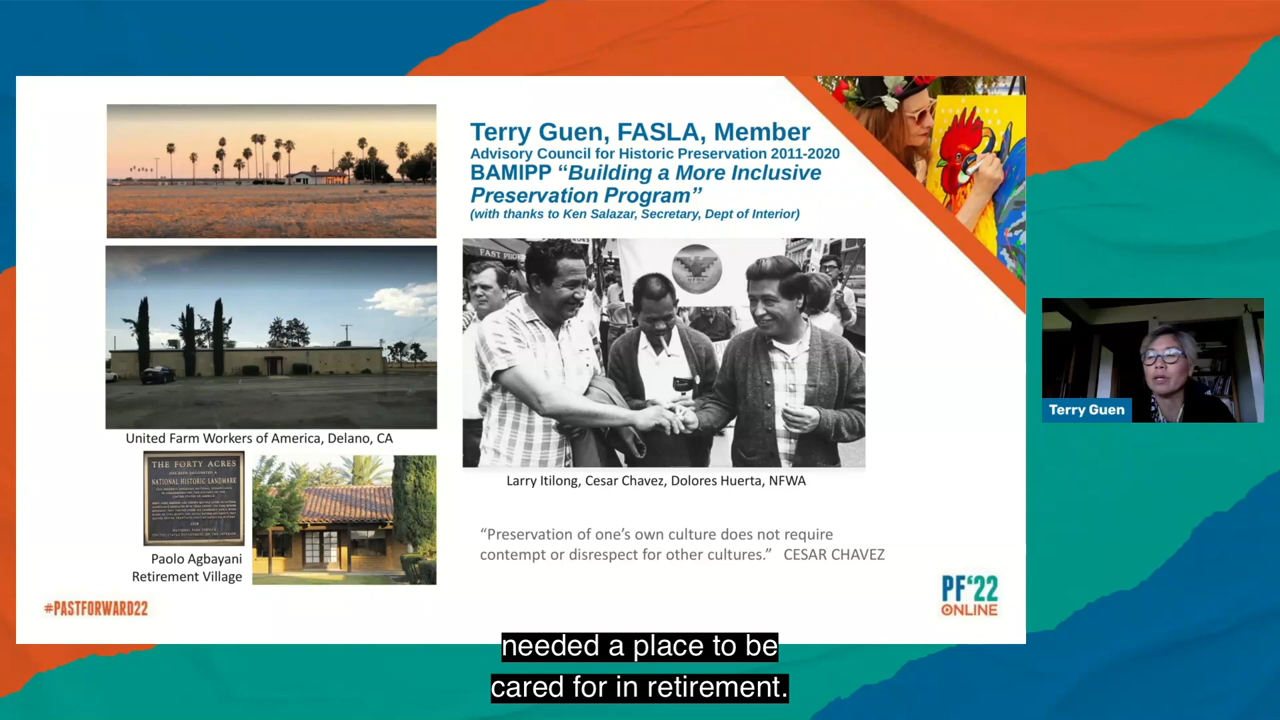 Terry Guen, FASLA, Member
Advisory Council for Historic Preservation 2011-2020
BAMIPP “Building a More Inclusive
Preservation Program”
(with thanks to Ken Salazar, Secretary, Dept of Interior)
EAST
United Farm Workers of America, Delano, CA
THE FORTY ACRES
NATIONAL HISTORIC LANDMARK
Paolo Agbayani
Retirement Village
Larry Itilong, Cesar Chavez, Dolores Huerta, NFWA
“Preservation of one’s own culture does not require
contempt or disrespect for other cultures.” CESAR CHAVEZ
#PASTFORWARD22
PF‘22
ONLINE
Terry Guen
needed a place to be
cared for in retirement.